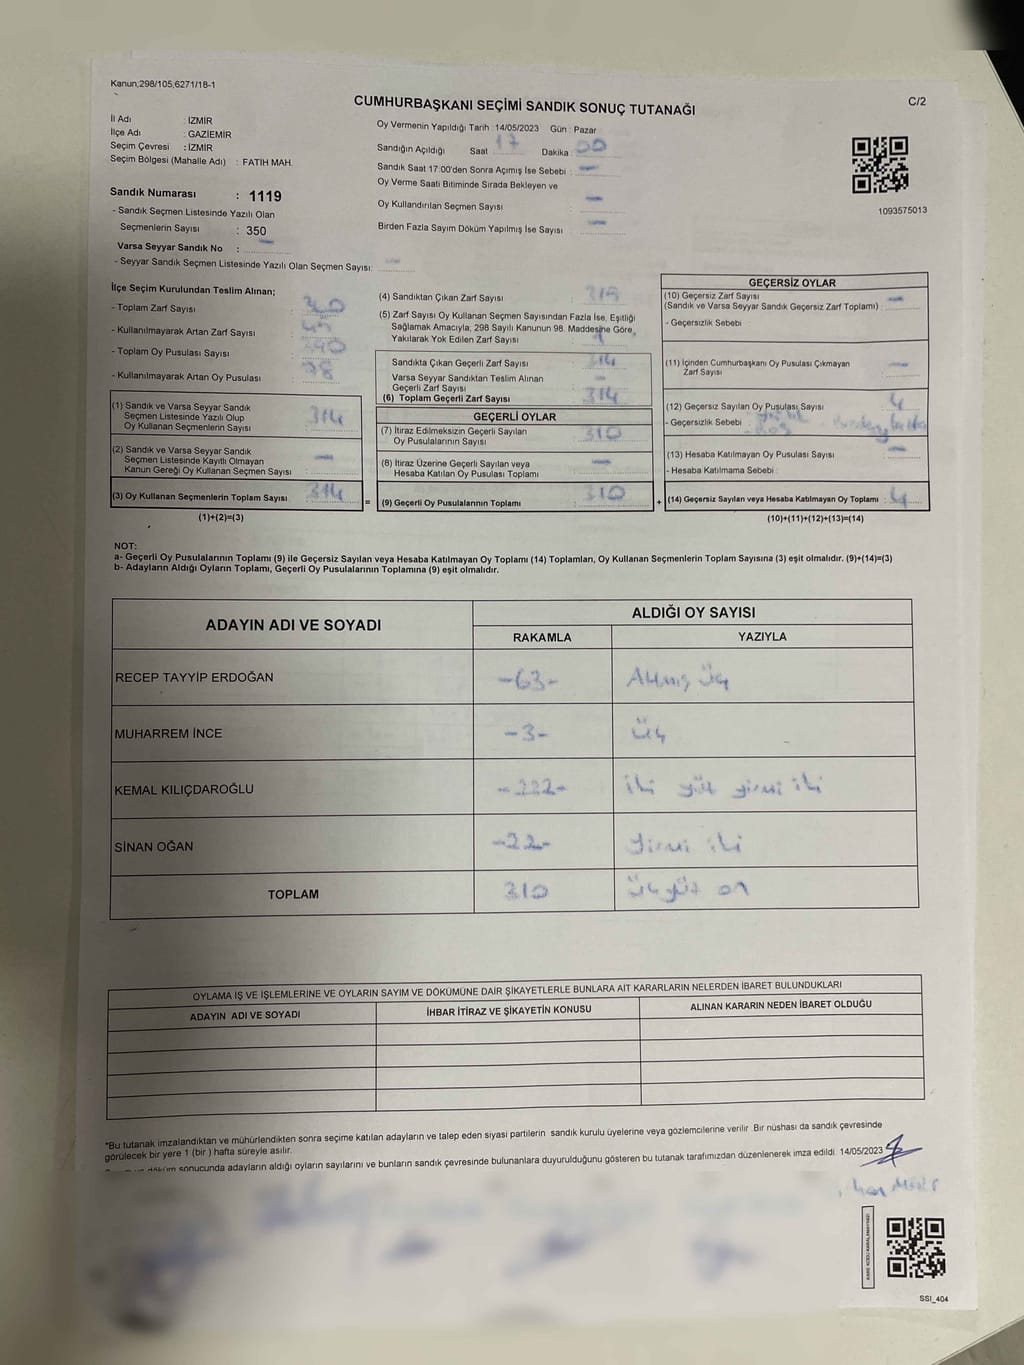 Kanun;298/105,6271/18-1
CUMHURBAŞKANI SEÇİMİ SANDIK SONUÇ TUTANAĞI
C/2
İl Adı : İZMİR
İlçe Adı : GAZİEMİR
Seçim Çevresi : İZMİR
Seçim Bölgesi (Mahalle Adı) : FATİH MAH.
Sandık Numarası : 1119
- Sandık Seçmen Listesinde Yazılı Olan
Seçmenlerin Sayısı : 350
Varsa Seyyar Sandık No : —
- Seyyar Sandık Seçmen Listesinde Yazılı Olan Seçmen Sayısı: —
Oy Vermenin Yapıldığı Tarih : 14/05/2023 Gün : Pazar
Sandığın Açıldığı Saat 17 Dakika : 00
Sandık Saat 17:00'den Sonra Açımış İse Sebebi : —
Oy Verme Saati Bitiminde Sırada Bekleyen ve
Oy Kullandırılan Seçmen Sayısı : —
Birden Fazla Sayım Döküm Yapılmış İse Sayısı : —
1093575013
İlçe Seçim Kurulundan Teslim Alınan;
- Toplam Zarf Sayısı :
- Kullanılmayarak Artan Zarf Sayısı :
- Toplam Oy Pusulası Sayısı :
- Kullanılmayarak Artan Oy Pusulası :
(1) Sandık ve Varsa Seyyar Sandık
Seçmen Listesinde Yazılı Olup
Oy Kullanan Seçmenlerin Sayısı : 314
(2) Sandık ve Varsa Seyyar Sandık
Seçmen Listesinde Kayıtlı Olmayan
Kanun Gereği Oy Kullanan Seçmen Sayısı : —
(3) Oy Kullanan Seçmenlerin Toplam Sayısı : 314 =
(1)+(2)=(3)
(4) Sandıktan Çıkan Zarf Sayısı :
(5) Zarf Sayısı Oy Kullanan Seçmen Sayısından Fazla İse, Eşitliği
Sağlamak Amacıyla, 298 Sayılı Kanunun 98. Maddesine Göre,
Yakılarak Yok Edilen Zarf Sayısı :
Sandıkta Çıkan Geçerli Zarf Sayısı : 314
Varsa Seyyar Sandıktan Teslim Alınan
Geçerli Zarf Sayısı : —
(6) Toplam Geçerli Zarf Sayısı : 314
GEÇERLİ OYLAR
(7) İtiraz Edilmeksizin Geçerli Sayılan
Oy Pusulalarının Sayısı : 310
(8) İtiraz Üzerine Geçerli Sayılan veya
Hesaba Katılan Oy Pusulası Toplamı : —
(9) Geçerli Oy Pusulalarının Toplamı : 310 +
GEÇERSİZ OYLAR
(10) Geçersiz Zarf Sayısı
(Sandık ve Varsa Seyyar Sandık Geçersiz Zarf Toplamı) : —
- Geçersizlik Sebebi :
(11) İçinden Cumhurbaşkanı Oy Pusulası Çıkmayan
Zarf Sayısı : —
(12) Geçersiz Sayılan Oy Pusulası Sayısı : 4
- Geçersizlik Sebebi :
(13) Hesaba Katılmayan Oy Pusulası Sayısı : —
- Hesaba Katılmama Sebebi :
(14) Geçersiz Sayılan veya Hesaba Katılmayan Oy Toplamı : 4
(10)+(11)+(12)+(13)=(14)
NOT:
a- Geçerli Oy Pusulalarının Toplamı (9) ile Geçersiz Sayılan veya Hesaba Katılmayan Oy Toplamı (14) Toplamları, Oy Kullanan Seçmenlerin Toplam Sayısına (3) eşit olmalıdır. (9)+(14)=(3)
b- Adayların Aldığı Oyların Toplamı, Geçerli Oy Pusulalarının Toplamına (9) eşit olmalıdır.
ADAYIN ADI VE SOYADI
ALDIĞI OY SAYISI
RAKAMLA YAZIYLA
RECEP TAYYİP ERDOĞAN -63- Altmış Üç
MUHARREM İNCE -3- Üç
KEMAL KILIÇDAROĞLU -222- iki yüz yirmi iki
SİNAN OĞAN -22- yirmi iki
TOPLAM 310 Üçyüz on
OYLAMA İŞ VE İŞLEMLERİNE VE OYLARIN SAYIM VE DÖKÜMÜNE DAİR ŞİKAYETLERLE BUNLARA AİT KARARLARIN NELERDEN İBARET BULUNDUKLARI
ADAYIN ADI VE SOYADI İHBAR İTİRAZ VE ŞİKAYETİN KONUSU ALINAN KARARIN NEDEN İBARET OLDUĞU
*Bu tutanak imzalandıktan ve mühürlendikten sonra seçime katılan adayların ve talep eden siyasi partilerin sandık kurulu üyelerine veya gözlemcilerine verilir. Bir nüshası da sandık çevresinde
görülecek bir yere 1 (bir ) hafta süreyle asılır.
döküm sonucunda adayların aldığı oyların sayılarını ve bunların sandık çevresinde bulunanlara duyurulduğunu gösteren bu tutanak tarafımızdan düzenlenerek imza edildi. 14/05/2023
SSI_404